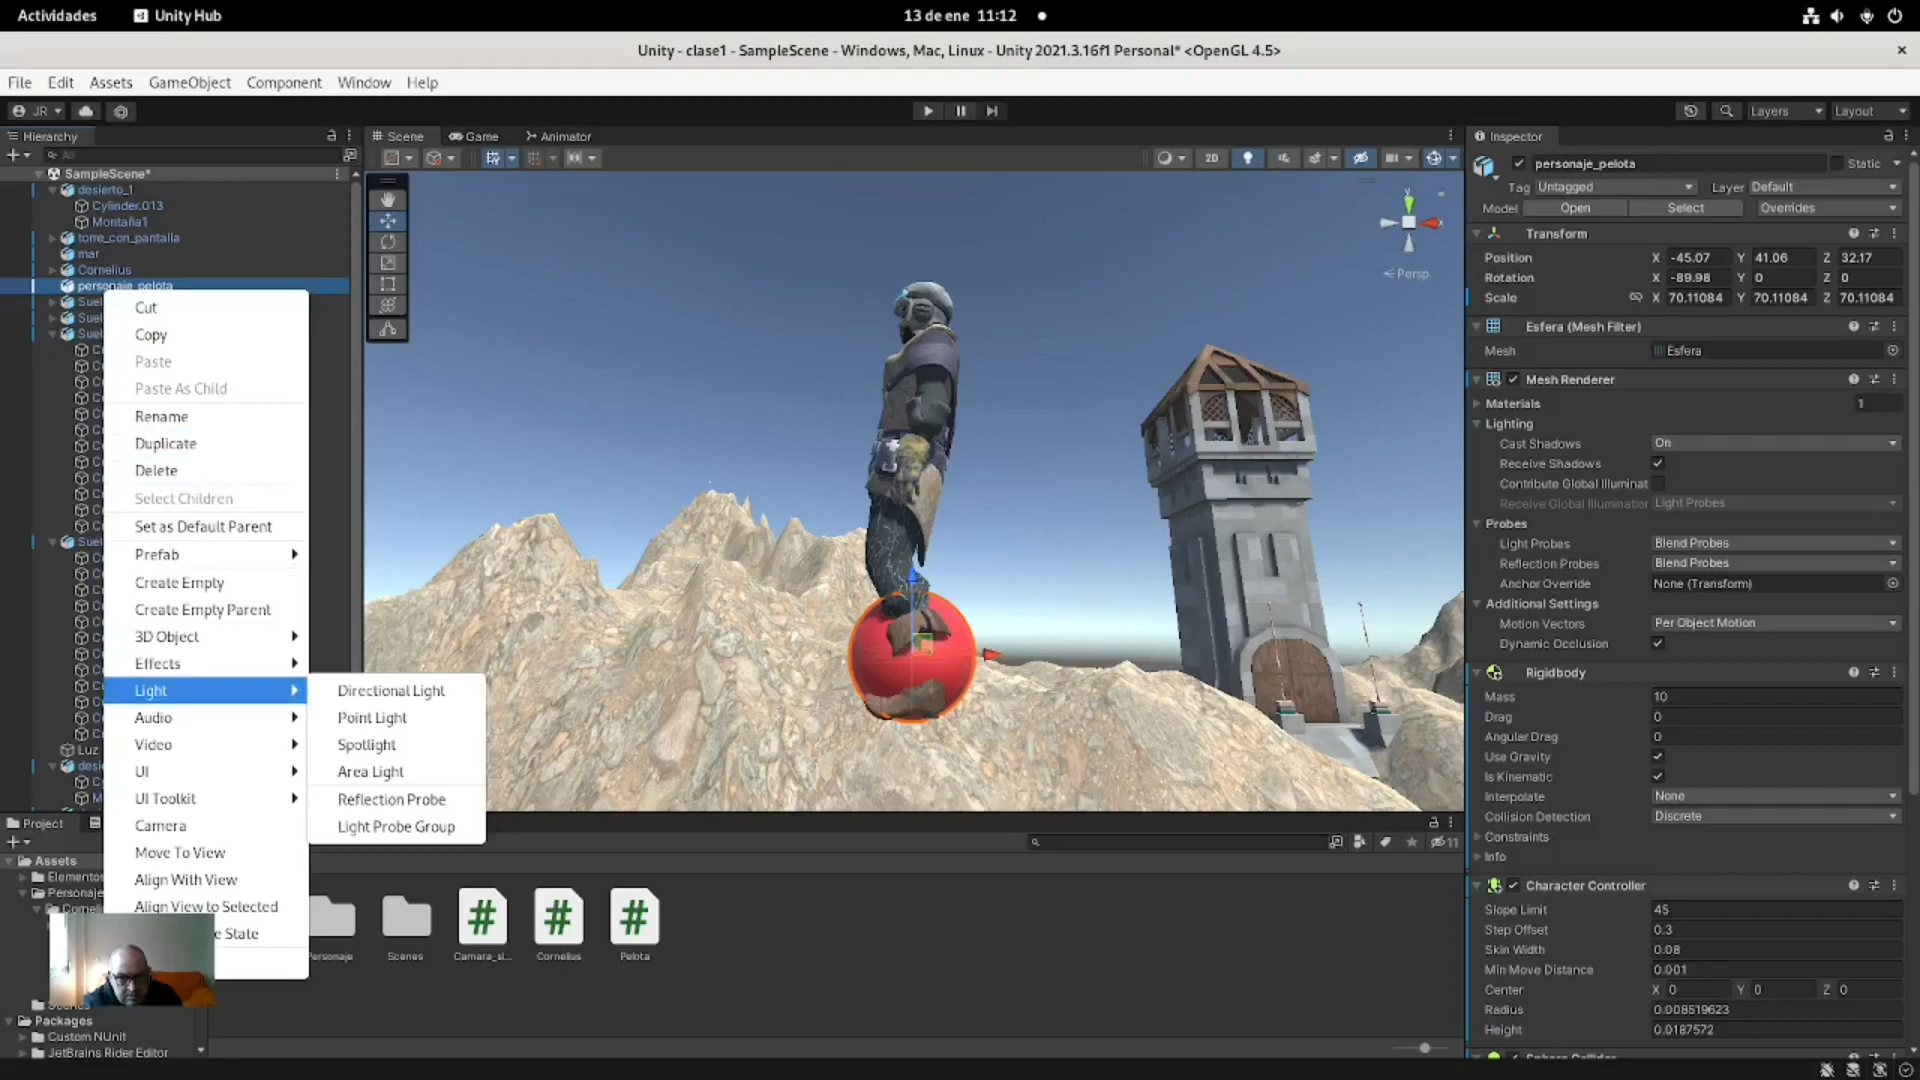 Actividades
Unity Hub
13 de ene 11:12
Unity - clase1 - SampleScene - Windows, Mac, Linux - Unity 2021.3.16f1 Personal* <OpenGL 4.5>
File Edit Assets GameObject Component Window Help
JR
Layers
Layout
Hierarchy
All
SampleScene*
desierto_1
Cylinder.013
Montaña1
torre_con_pantalla
mar
Cornelius
personaje_pelota
Cut
Copy
Paste
Paste As Child
Rename
Duplicate
Delete
Select Children
Set as Default Parent
Prefab
Create Empty
Create Empty Parent
3D Object
Effects
Light
Audio
Video
UI
UI Toolkit
Camera
Move To View
Align With View
Align View to Selected
e State
Directional Light
Point Light
Spotlight
Area Light
Reflection Probe
Light Probe Group
Luz
Scene
Game
Animator
2D
Persp
Inspector
personaje_pelota
Static
Tag Untagged
Layer Default
Model Open Select Overrides
Transform
Position X -45.07 Y 41.06 Z 32.17
Rotation X -89.98 Y 0 Z 0
Scale X 70.11084 Y 70.11084 Z 70.11084
Esfera (Mesh Filter)
Mesh Esfera
Mesh Renderer
Materials 1
Lighting
Cast Shadows On
Receive Shadows
Contribute Global Illuminat
Receive Global Illumination Light Probes
Probes
Light Probes Blend Probes
Reflection Probes Blend Probes
Anchor Override None (Transform)
Additional Settings
Motion Vectors Per Object Motion
Dynamic Occlusion
Rigidbody
Mass 10
Drag 0
Angular Drag 0
Use Gravity
Is Kinematic
Interpolate None
Collision Detection Discrete
Constraints
Info
Character Controller
Slope Limit 45
Step Offset 0.3
Skin Width 0.08
Min Move Distance 0.001
Center X 0 Y 0 Z 0
Radius 0.008519623
Height 0.0187572
Project
Assets
Elementos
Personaje
Packages
Custom NUnit
JetBrains Rider Editor
11
Personaje
Scenes
Camara_si...
Cornelius
Pelota